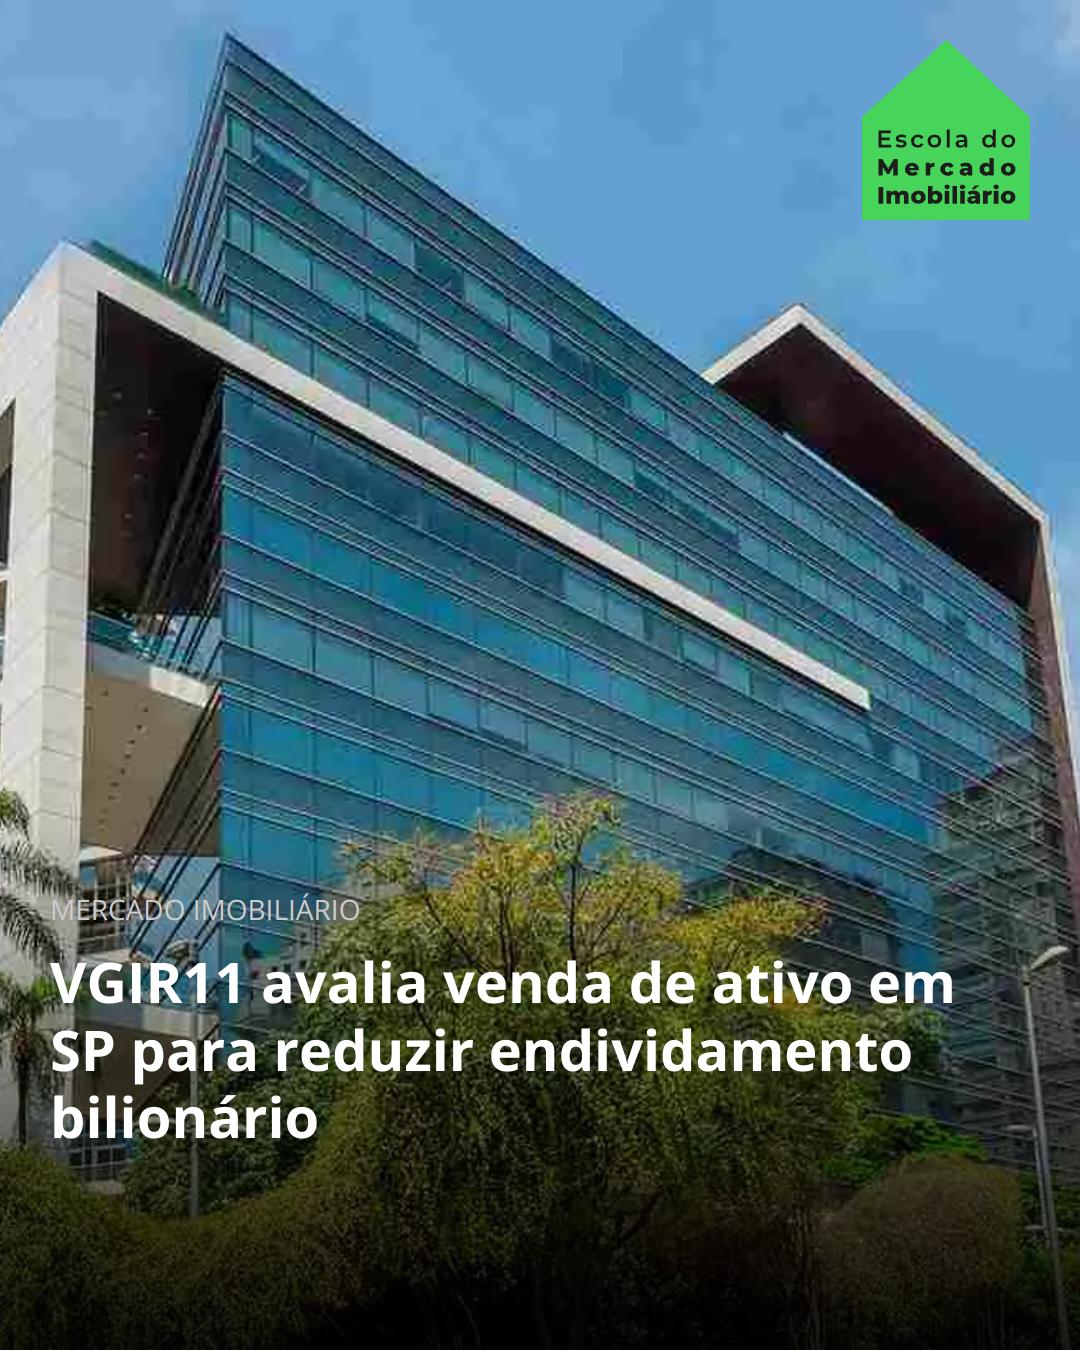 Escola do
Mercado
Imobiliário
MERCADO IMOBILIÁRIO
VGIR11 avalia venda de ativo em
SP para reduzir endividamento
bilionário